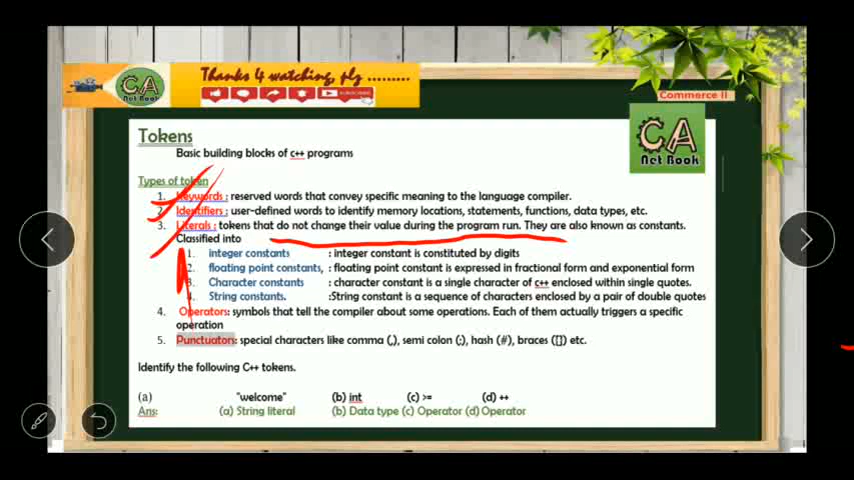 Thanks 4 watching, plz .........
SUBSCRIBE
CA
Net Book
Commerce II
CA
Net Book
Tokens
Basic building blocks of c++ programs
Types of token
1. Keywords : reserved words that convey specific meaning to the language compiler.
2. Identifiers : user-defined words to identify memory locations, statements, functions, data types, etc.
3. Literals : tokens that do not change their value during the program run. They are also known as constants.
Classified into
1. integer constants : integer constant is constituted by digits
2. floating point constants, : floating point constant is expressed in fractional form and exponential form
3. Character constants : character constant is a single character of c++ enclosed within single quotes.
4. String constants. :String constant is a sequence of characters enclosed by a pair of double quotes
4. Operators: symbols that tell the compiler about some operations. Each of them actually triggers a specific
operation
5. Punctuators: special characters like comma (,), semi colon (;), hash (#), braces ({}) etc.
Identify the following C++ tokens.
(a) "welcome" (b) int (c) >= (d) ++
Ans: (a) String literal (b) Data type (c) Operator (d) Operator